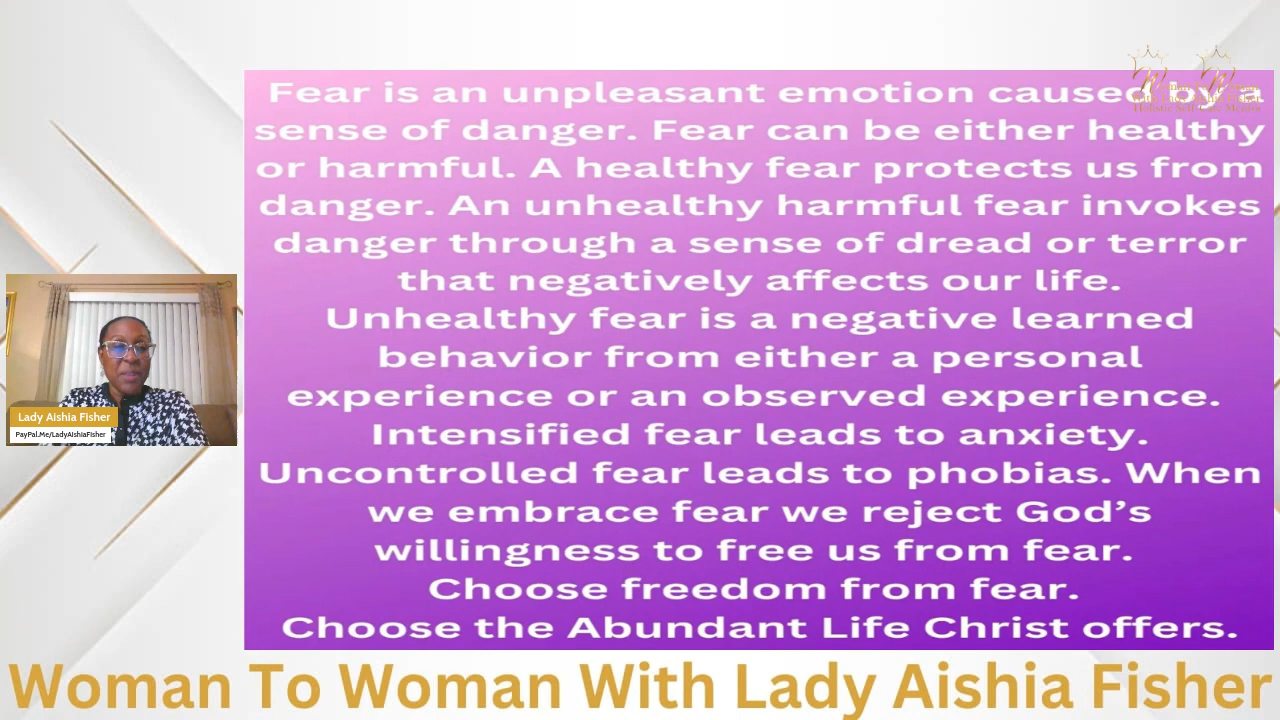 Fear is an unpleasant emotion caused by a
sense of danger. Fear can be either healthy
or harmful. A healthy fear protects us from
danger. An unhealthy harmful fear invokes
danger through a sense of dread or terror
that negatively affects our life.
Unhealthy fear is a negative learned
behavior from either a personal
experience or an observed experience.
Intensified fear leads to anxiety.
Uncontrolled fear leads to phobias. When
we embrace fear we reject God’s
willingness to free us from fear.
Choose freedom from fear.
Choose the Abundant Life Christ offers.
Lady Aishia Fisher
PayPal.Me/LadyAishiaFisher
Woman To Woman With Lady Aishia Fisher